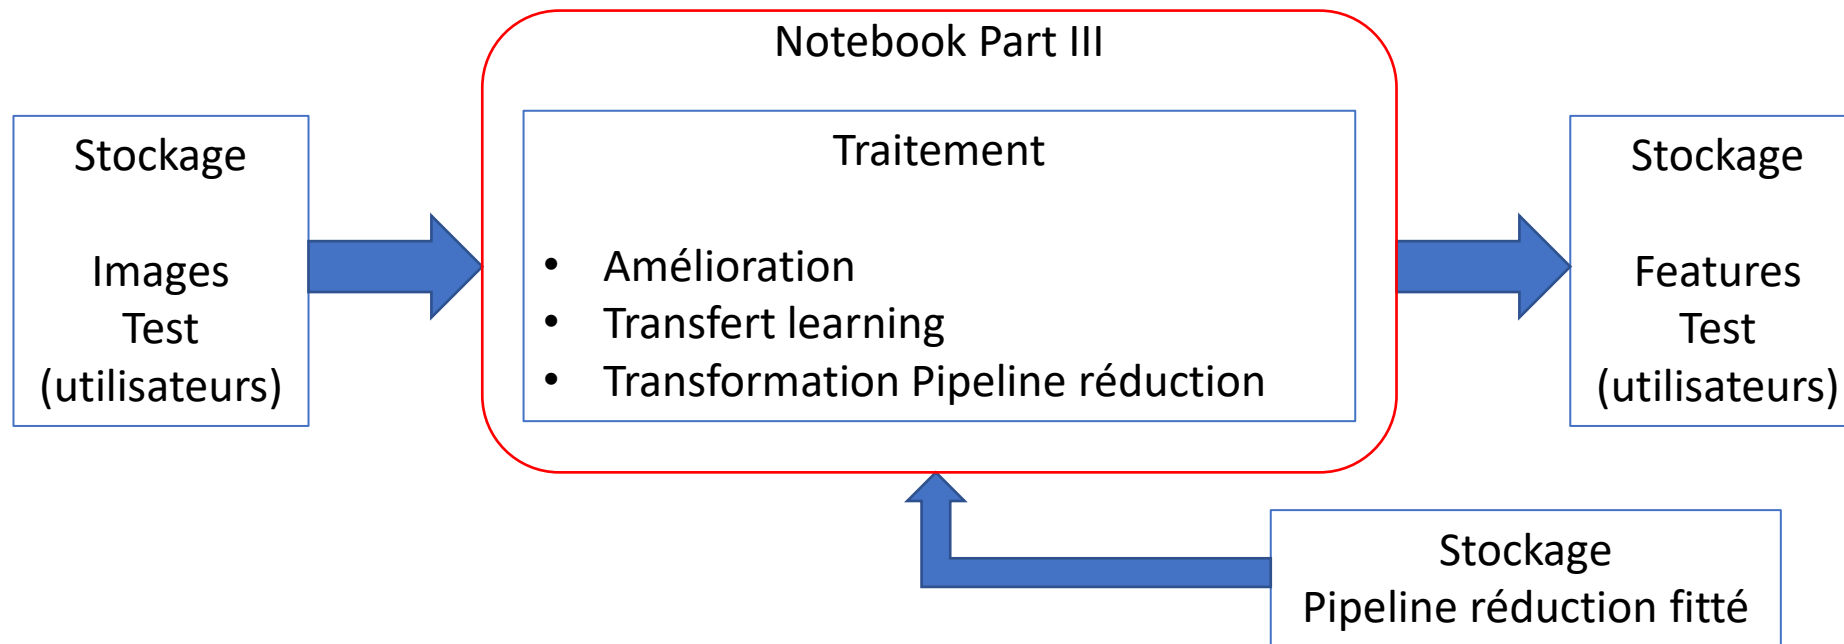 Notebook Part III
Stockage
Images
Test
(utilisateurs)
Traitement
• Amélioration
• Transfert learning
• Transformation Pipeline réduction
Stockage
Features
Test
(utilisateurs)
Stockage
Pipeline réduction fitté